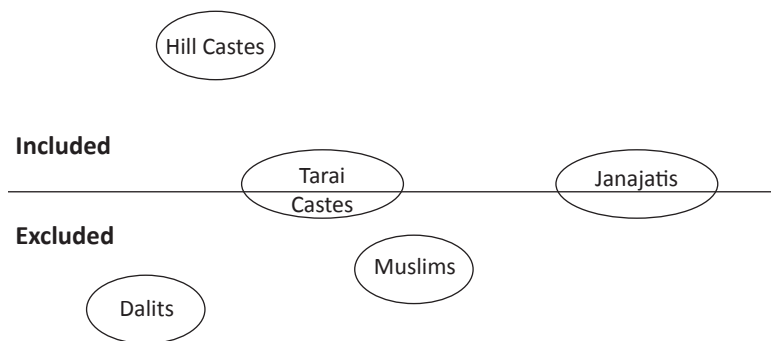 Hill Castes
Included
Tarai
Castes
Janajatis
Excluded
Muslims
Dalits